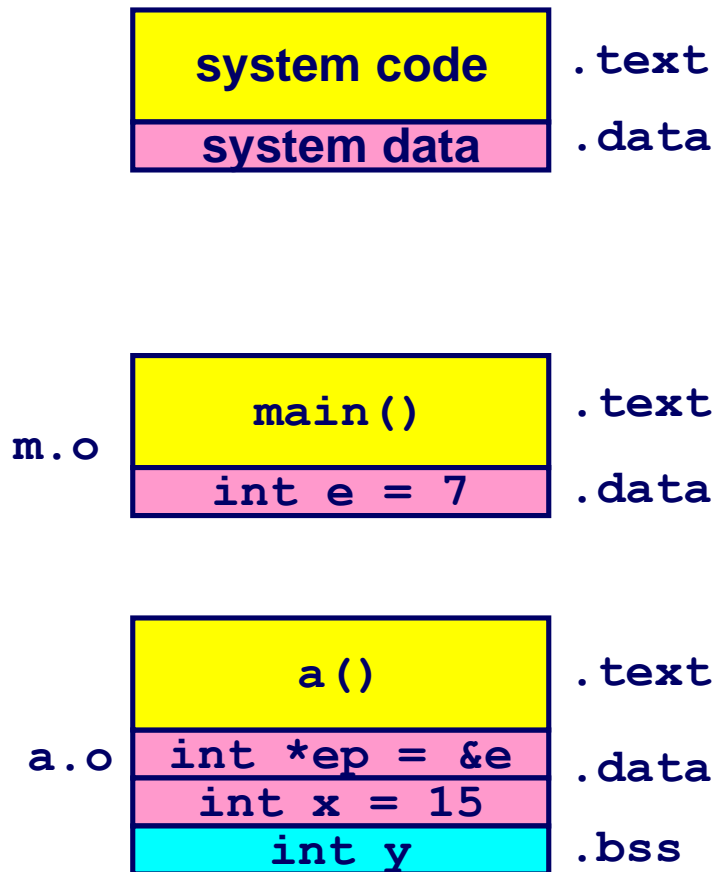 system code .text
system data .data
main() .text
m.o
int e = 7 .data
a() .text
a.o int *ep = &e .data
int x = 15
int y .bss